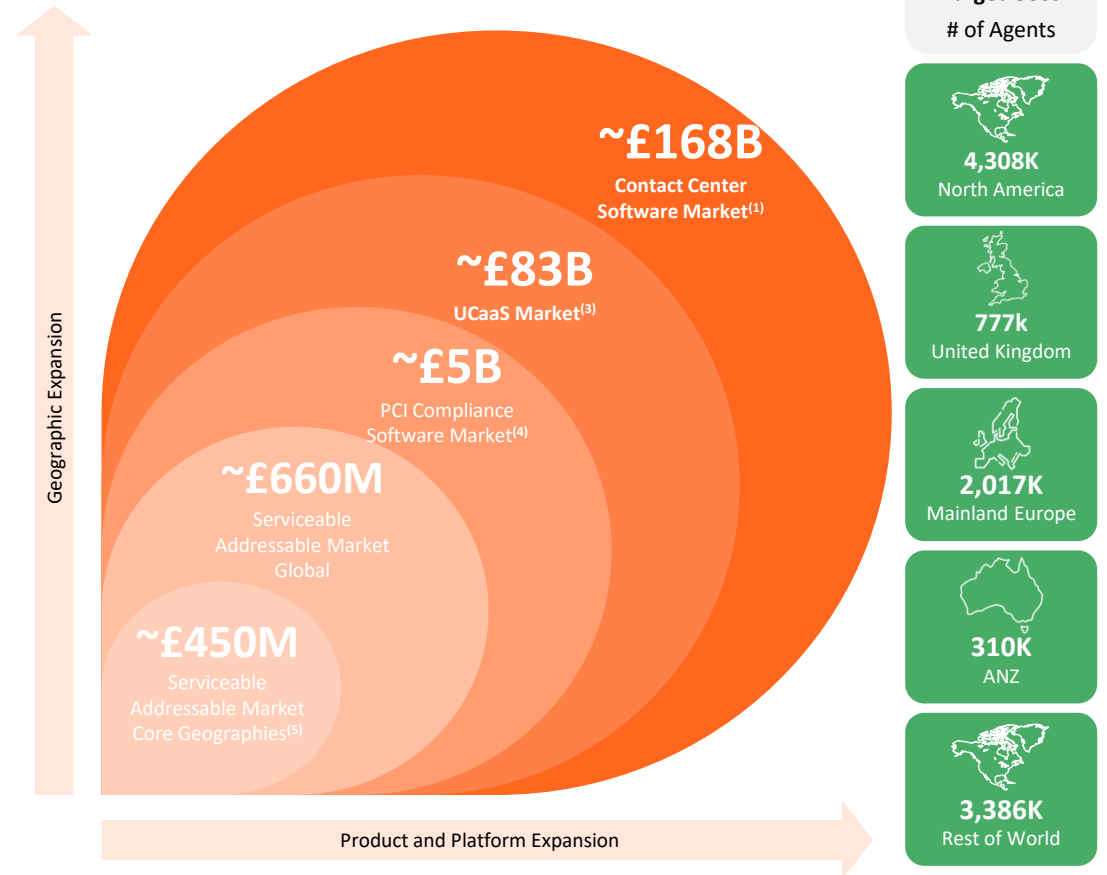 # of Agents
~£168B
Contact Center
Software Market(1)
~£83B
UCaaS Market(3)
~£5B
PCI Compliance
Software Market(4)
~£660M
Serviceable
Addressable Market
Global
~£450M
Serviceable
Addressable Market
Core Geographies(5)
Geographic Expansion
Product and Platform Expansion
4,308K
North America
777k
United Kingdom
2,017K
Mainland Europe
310K
ANZ
3,386K
Rest of World